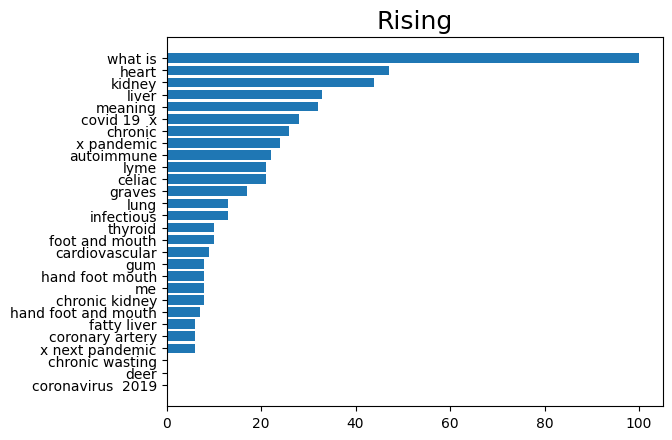 Rising
what is
heart
kidney
liver
meaning
covid 19  x
chronic
x pandemic
autoimmune
lyme
celiac
graves
lung
infectious
thyroid
foot and mouth
cardiovascular
gum
hand foot mouth
me
chronic kidney
hand foot and mouth
fatty liver
coronary artery
x next pandemic
chronic wasting
deer
coronavirus  2019
0 20 40 60 80 100